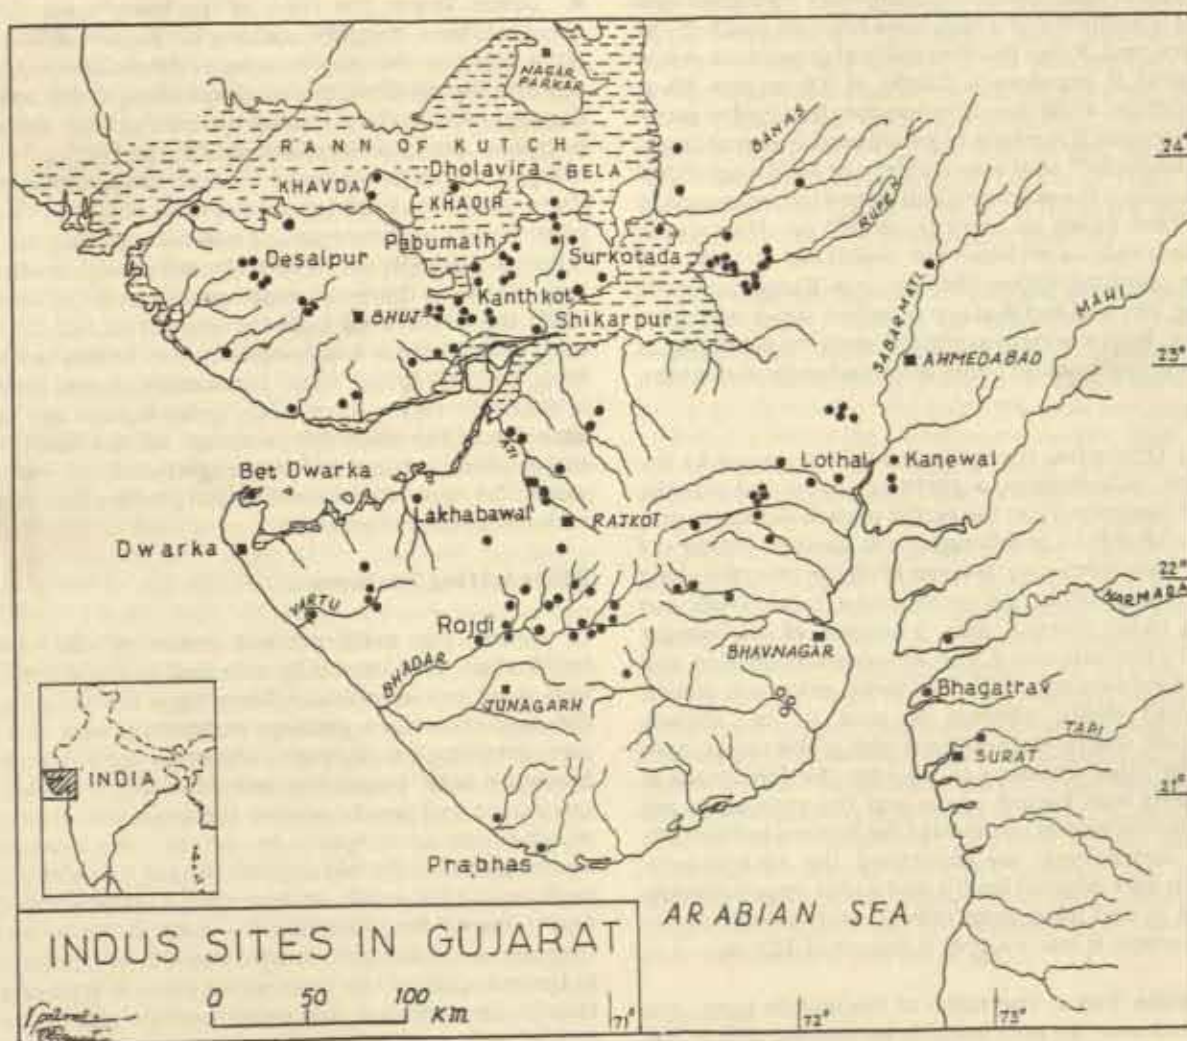 NAGAR
PARKAR
RANN OF KUTCH
BANAS
24°
Dholavira
BELA
KHAVDA
KHADIR
RUPEN
Pabumath
Desalpur
Surkotada
Kanthkot
SABARMATI
MAHI
BHUJ
Shikarpur
AHMEDABAD
23°
AJI
Lothal
Kanewal
Bet Dwarka
Lakhabawal
RAJKOT
Dwarka
22°
NARMADA
VARTU
Rojdi
BHAVNAGAR
BHADAR
JUNAGARH
Bhagatrav
TAPI
SURAT
INDIA
21°
Prabhas
ARABIAN SEA
INDUS SITES IN GUJARAT
0 50 100
KM
71°
72°
73°